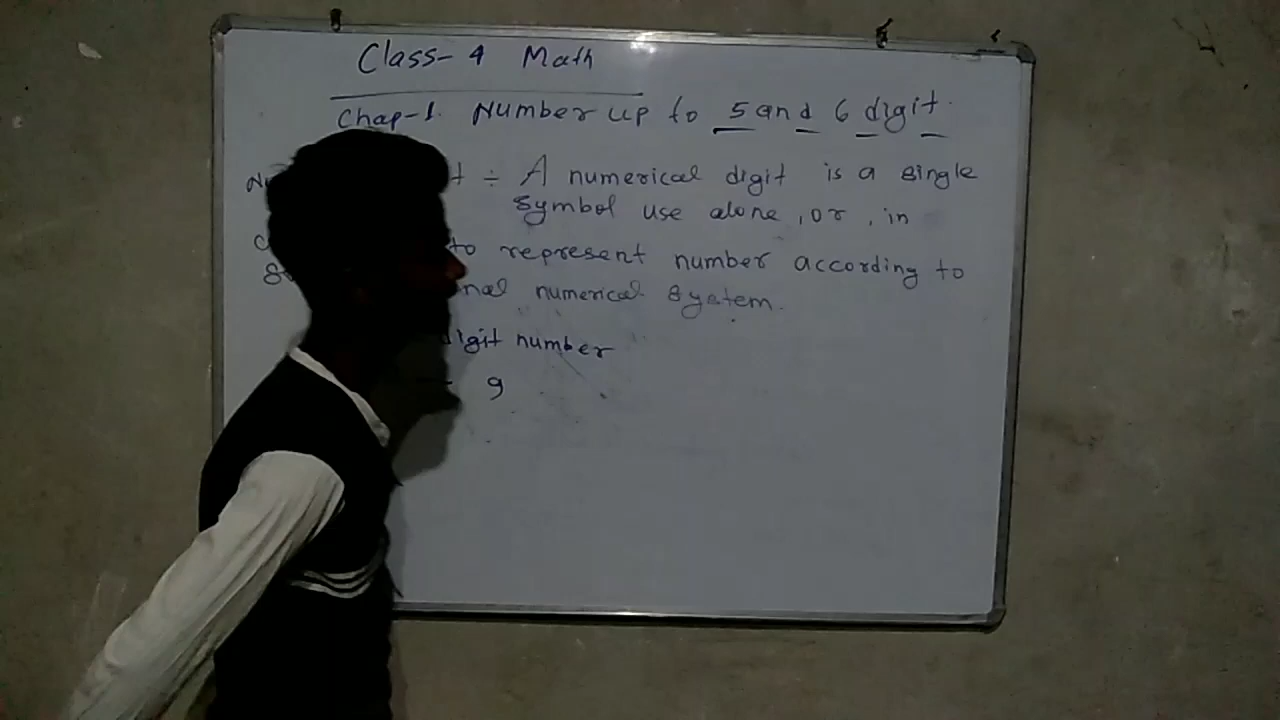 Class-4 Math
Chap-1. Number up to 5 and 6 digit.
÷ A numerical digit is a single
symbol use alone, or, in
to represent number according to
numerical system.
digit number
9